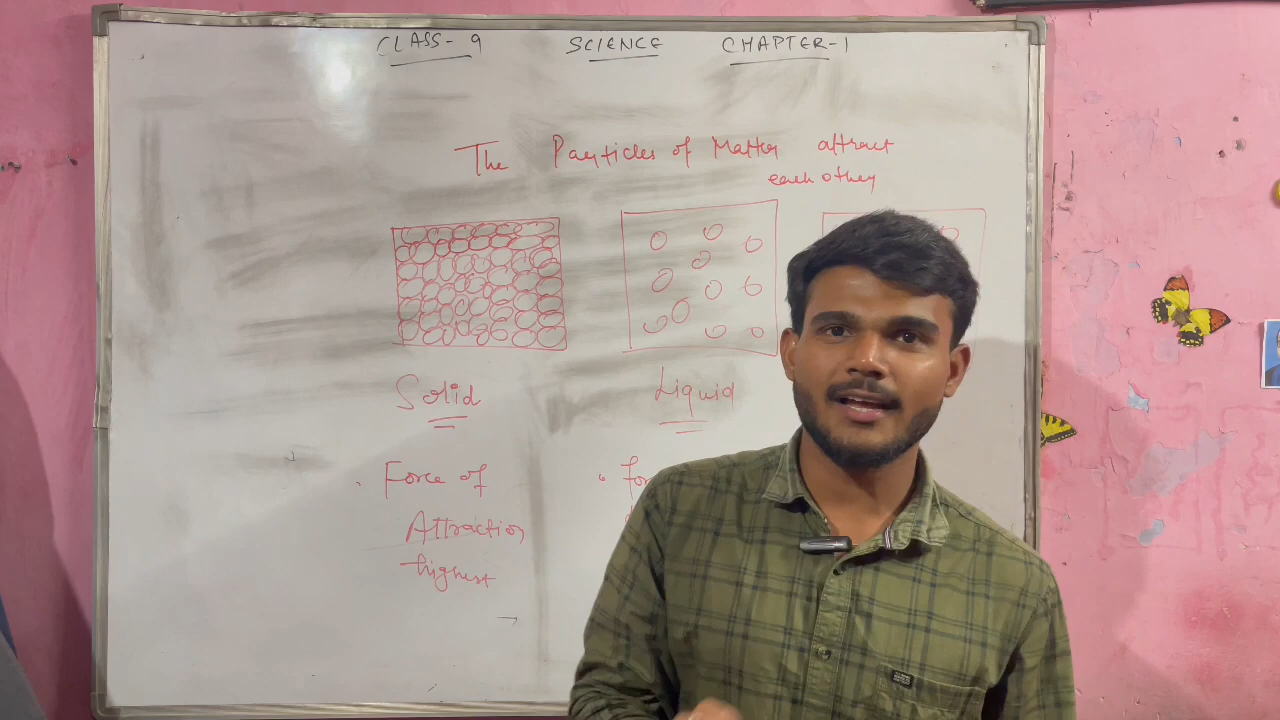 CLASS-9 SCIENCE CHAPTER-1
The Particles of Matter attract
each other
Solid
Liquid
Force of
Attraction
highest